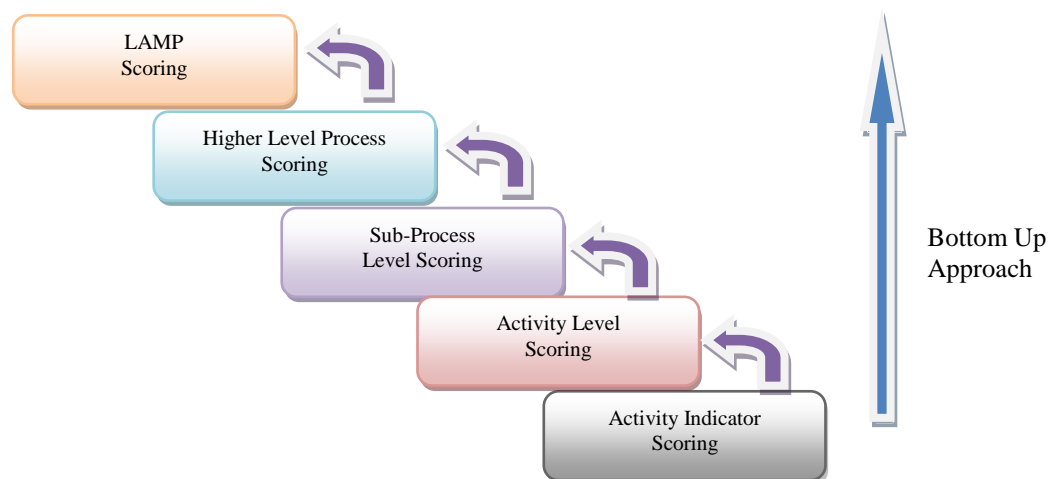 LAMP
Scoring
Higher Level Process
Scoring
Sub-Process
Level Scoring
Bottom Up
Approach
Activity Level
Scoring
Activity Indicator
Scoring